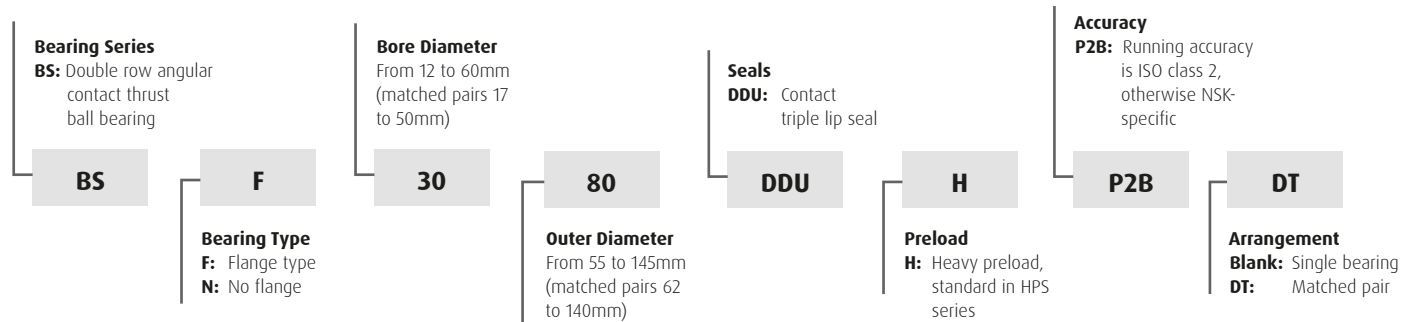 Bearing Series
BS: Double row angular
contact thrust
ball bearing
BS
F
Bearing Type
F: Flange type
N: No flange
Bore Diameter
From 12 to 60mm
(matched pairs 17
to 50mm)
30
80
Outer Diameter
From 55 to 145mm
(matched pairs 62
to 140mm)
Seals
DDU: Contact
triple lip seal
DDU
H
Preload
H: Heavy preload,
standard in HPS
series
Accuracy
P2B: Running accuracy
is ISO class 2,
otherwise NSK-
specific
P2B
DT
Arrangement
Blank: Single bearing
DT: Matched pair